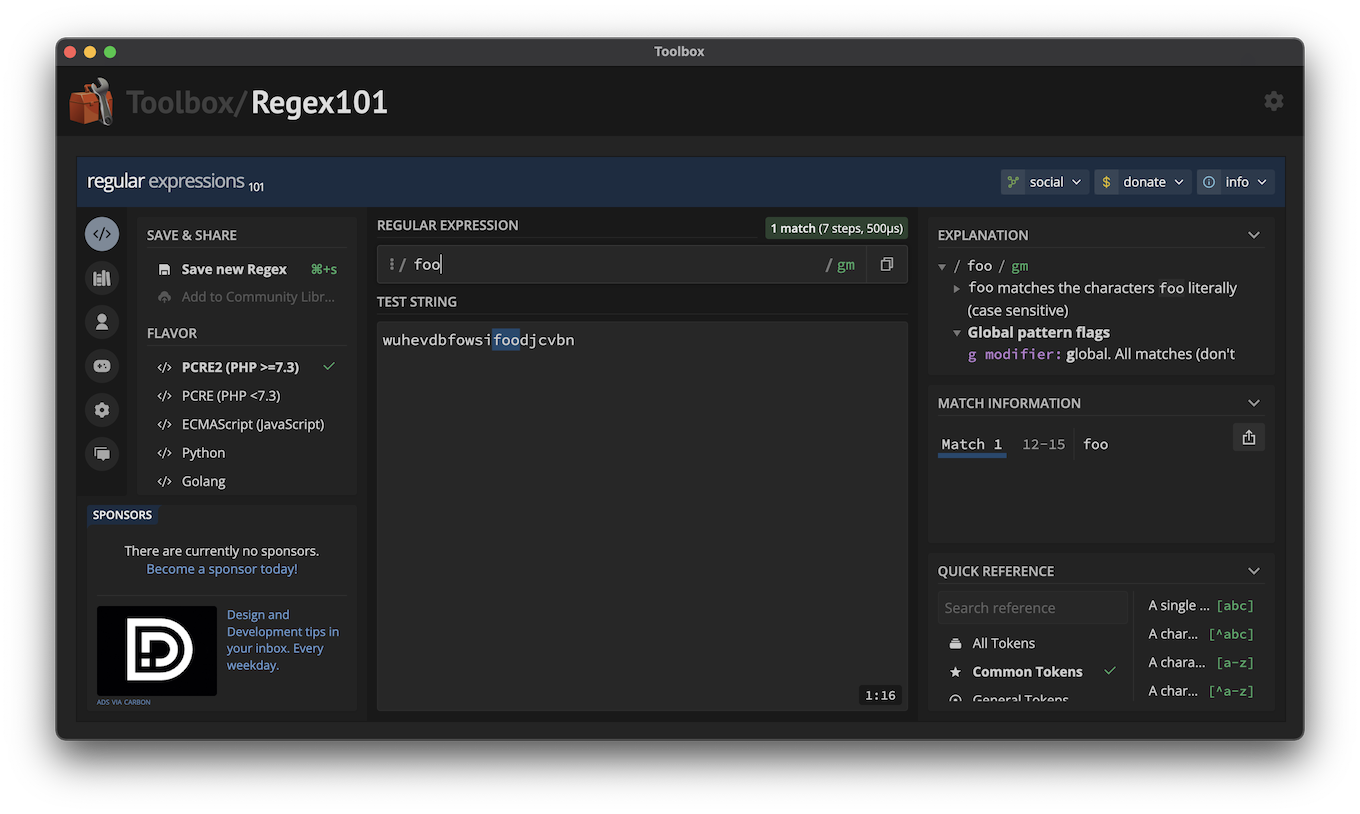 Toolbox
Toolbox/Regex101
regular expressions 101
social
$ donate
info
SAVE & SHARE
Save new Regex ⌘+s
Add to Community Libr...
FLAVOR
</> PCRE2 (PHP >=7.3)
</> PCRE (PHP <7.3)
</> ECMAScript (JavaScript)
</> Python
</> Golang
SPONSORS
There are currently no sponsors.
Become a sponsor today!
Design and
Development tips in
your inbox. Every
weekday.
ADS VIA CARBON
REGULAR EXPRESSION
1 match (7 steps, 500µs)
/ foo / gm
TEST STRING
wuhevdbfowsifoodjcvbn
1:16
EXPLANATION
/ foo / gm
foo matches the characters foo literally
(case sensitive)
Global pattern flags
g modifier: global. All matches (don't
MATCH INFORMATION
Match 1 12-15 foo
QUICK REFERENCE
Search reference
All Tokens
Common Tokens
General Tokens
A single ... [abc]
A char... [^abc]
A chara... [a-z]
A char... [^a-z]